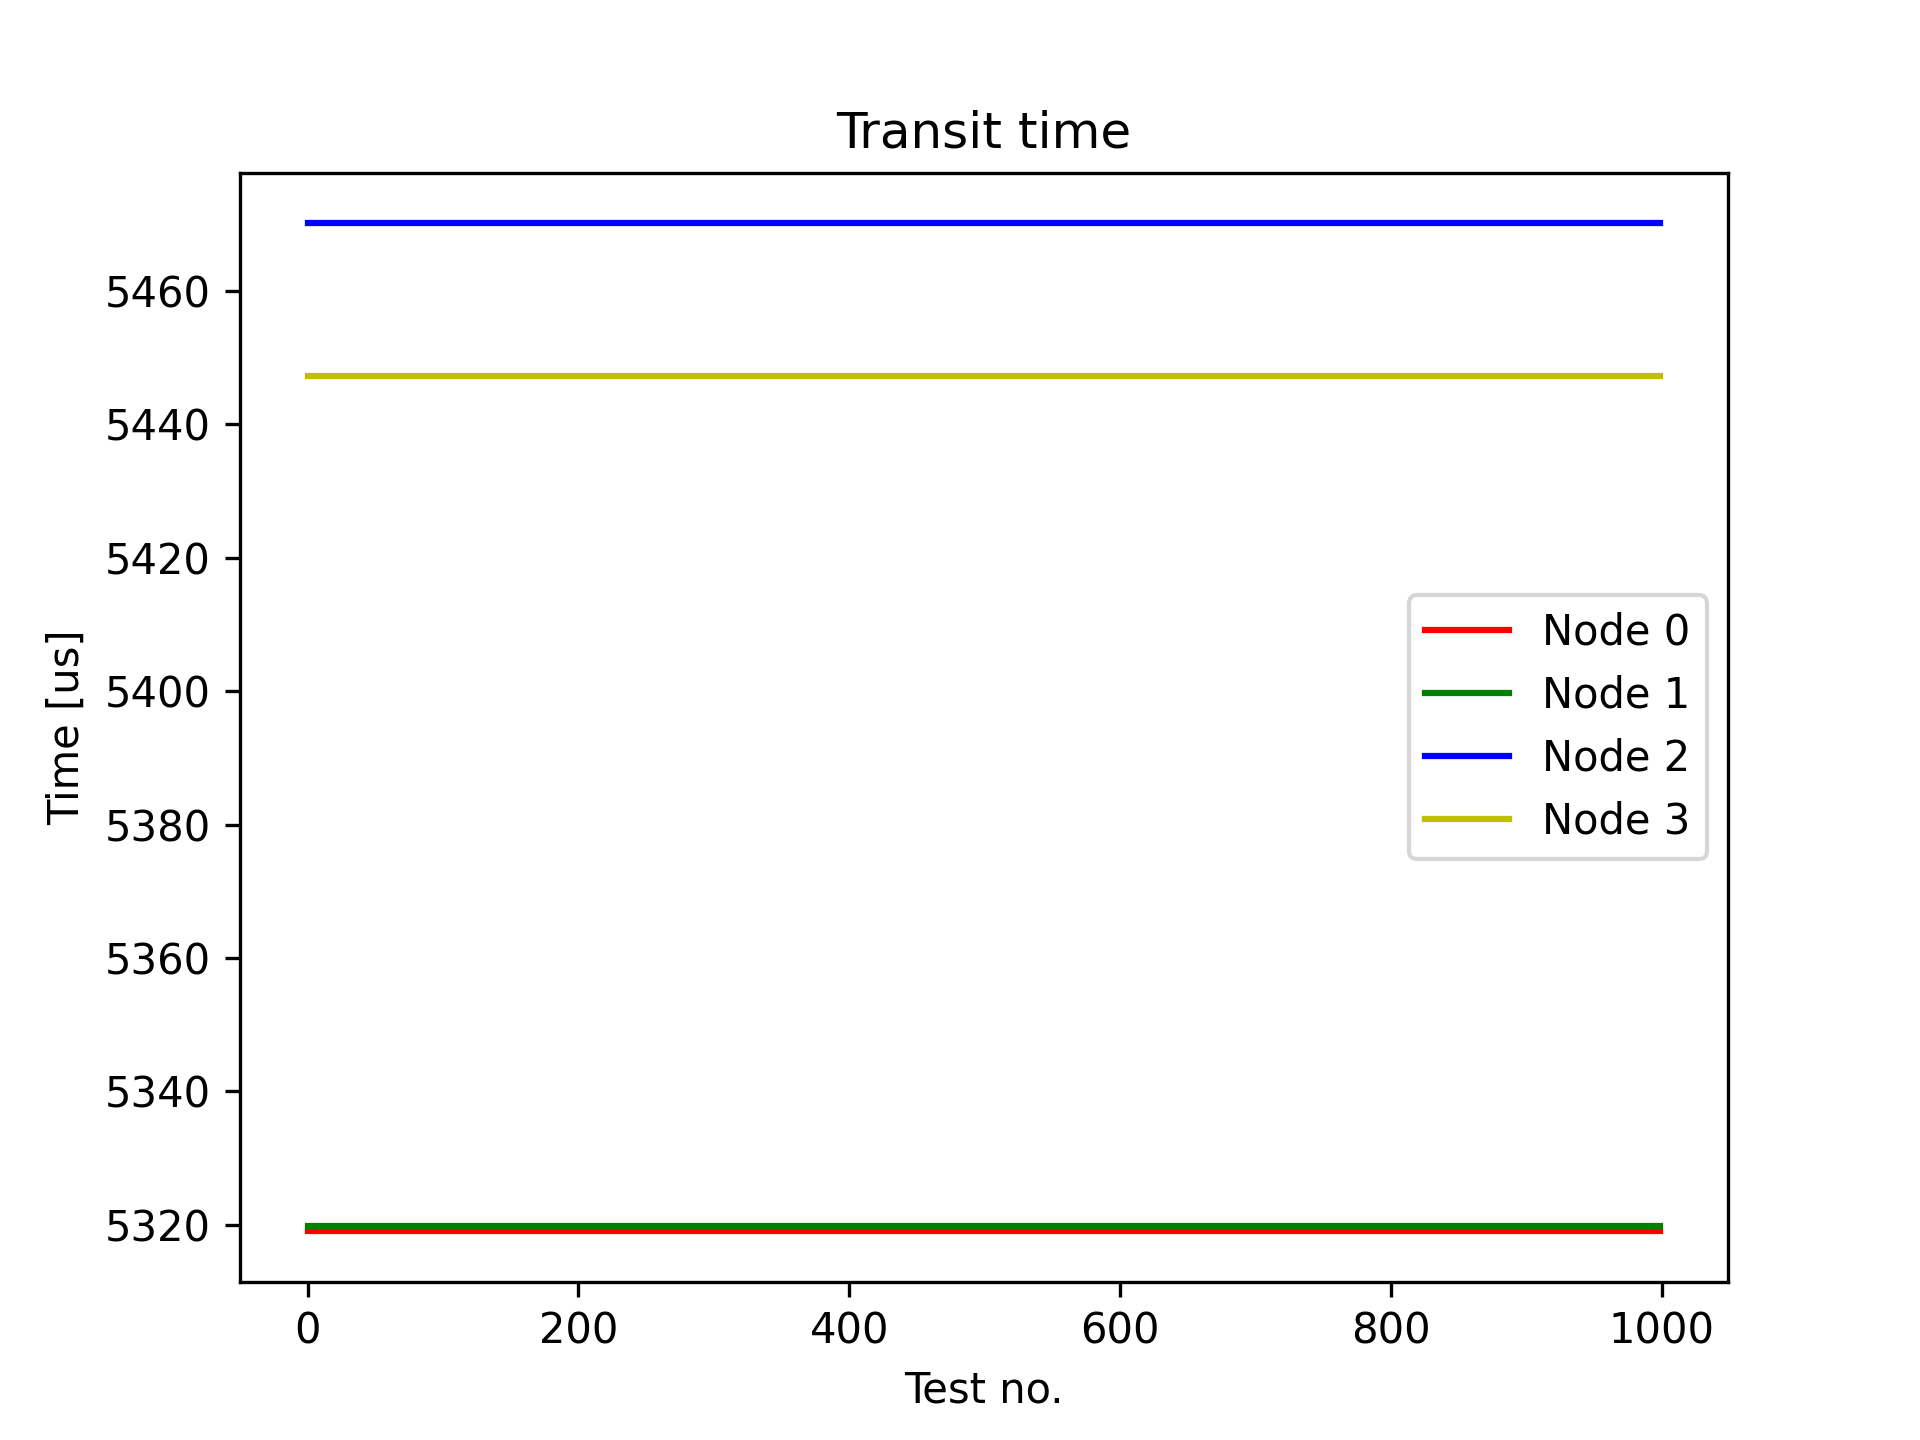 Transit time
Time [us]
5460
5440
5420
5400
5380
5360
5340
5320
Node 0
Node 1
Node 2
Node 3
0 200 400 600 800 1000
Test no.